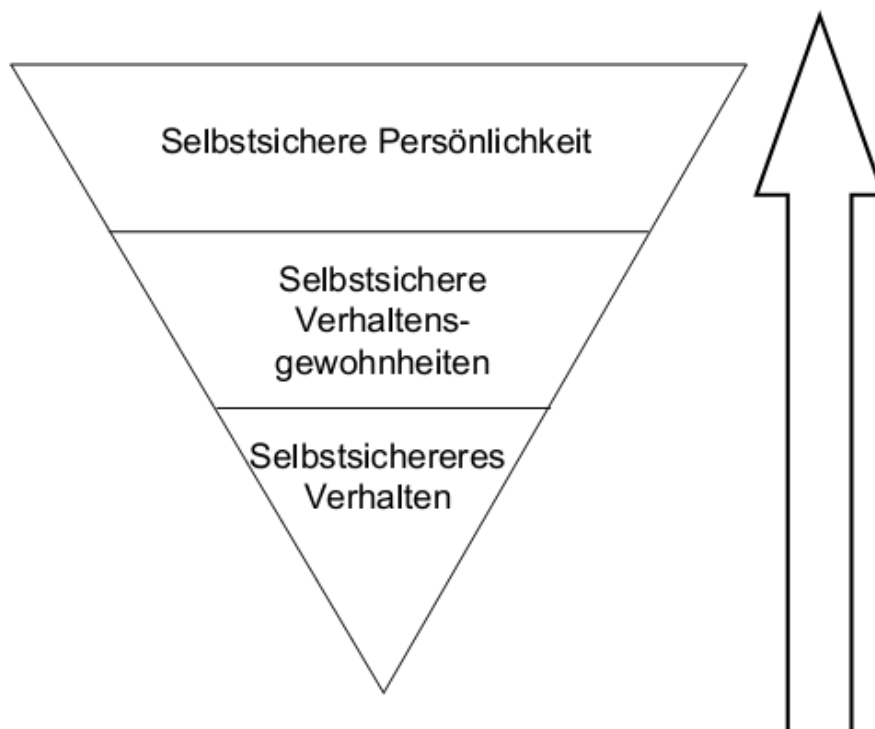 Selbstsichere Persönlichkeit
Selbstsichere
Verhaltens-
gewohnheiten
Selbstsichereres
Verhalten